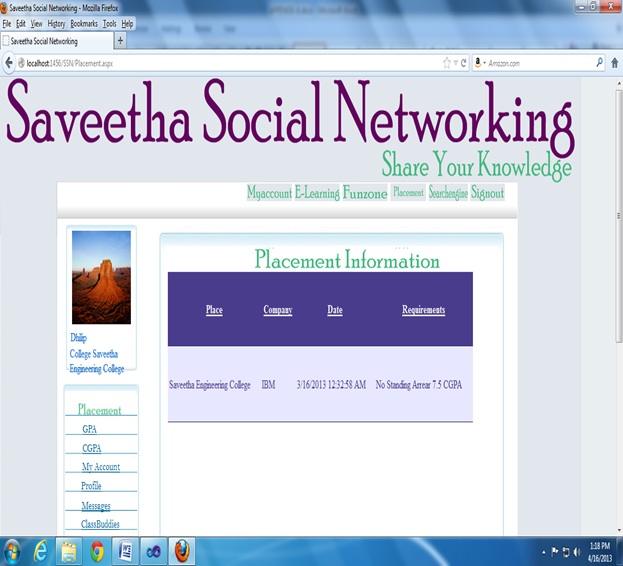 Saveetha Social Networking - Mozilla Firefox
File Edit View History Bookmarks Tools Help
Saveetha Social Networking
localhost:1456/SSN/Placement.aspx
Amazon.com
Saveetha Social Networking
Share Your Knowledge
Myaccount E-Learning Funzone Placement Searchengine Signout
Dhilip
College Saveetha
Engineering College
Placement
GPA
CGPA
My Account
Profile
Messages
ClassBuddies
Placement Information
Place Company Date Requirements
Saveetha Engineering College IBM 3/16/2013 12:32:58 AM No Standing Arrear 7.5 CGPA
1:18 PM
4/16/2013